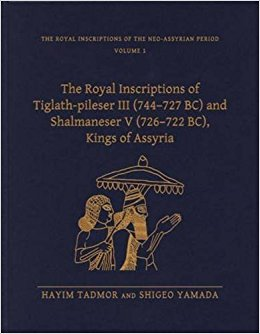 THE ROYAL INSCRIPTIONS OF THE NEO-ASSYRIAN PERIOD
VOLUME 1
The Royal Inscriptions of
Tiglath-pileser III (744–727 BC) and
Shalmaneser V (726–722 BC),
Kings of Assyria
HAYIM TADMOR AND SHIGEO YAMADA